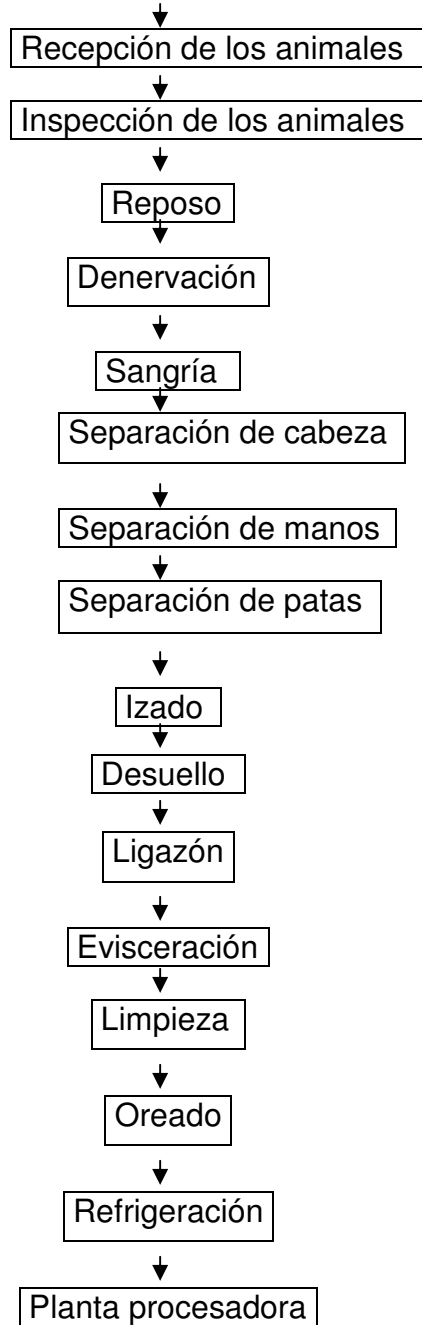 Recepción de los animales
Inspección de los animales
Reposo
Denervación
Sangría
Separación de cabeza
Separación de manos
Separación de patas
Izado
Desuello
Ligazón
Evisceración
Limpieza
Oreado
Refrigeración
Planta procesadora